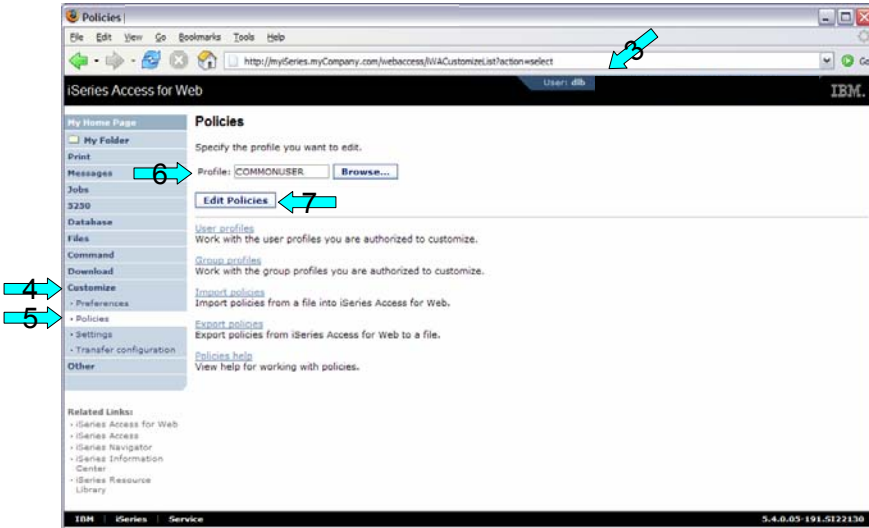 Policies
File Edit View Go Bookmarks Tools Help
http://myiSeries.myCompany.com/webaccess/iWACustomizeList?action=select
3
iSeries Access for Web
User: dlb
IBM.
My Home Page
My Folder
Print
Messages
Jobs
5250
Database
Files
Command
Download
4
Customize
• Preferences
5
• Policies
• Settings
• Transfer configuration
Other
Related Links:
• iSeries Access for Web
• iSeries Access
• iSeries Navigator
• iSeries Information
Center
• iSeries Resource
Library
Policies
Specify the profile you want to edit.
6
Profile: COMMONUSER Browse...
Edit Policies
7
User profiles
Work with the user profiles you are authorized to customize.
Group profiles
Work with the group profiles you are authorized to customize.
Import policies
Import policies from a file into iSeries Access for Web.
Export policies
Export policies from iSeries Access for Web to a file.
Policies help
View help for working with policies.
IBM iSeries Service
5.4.0.05-191.SI22130